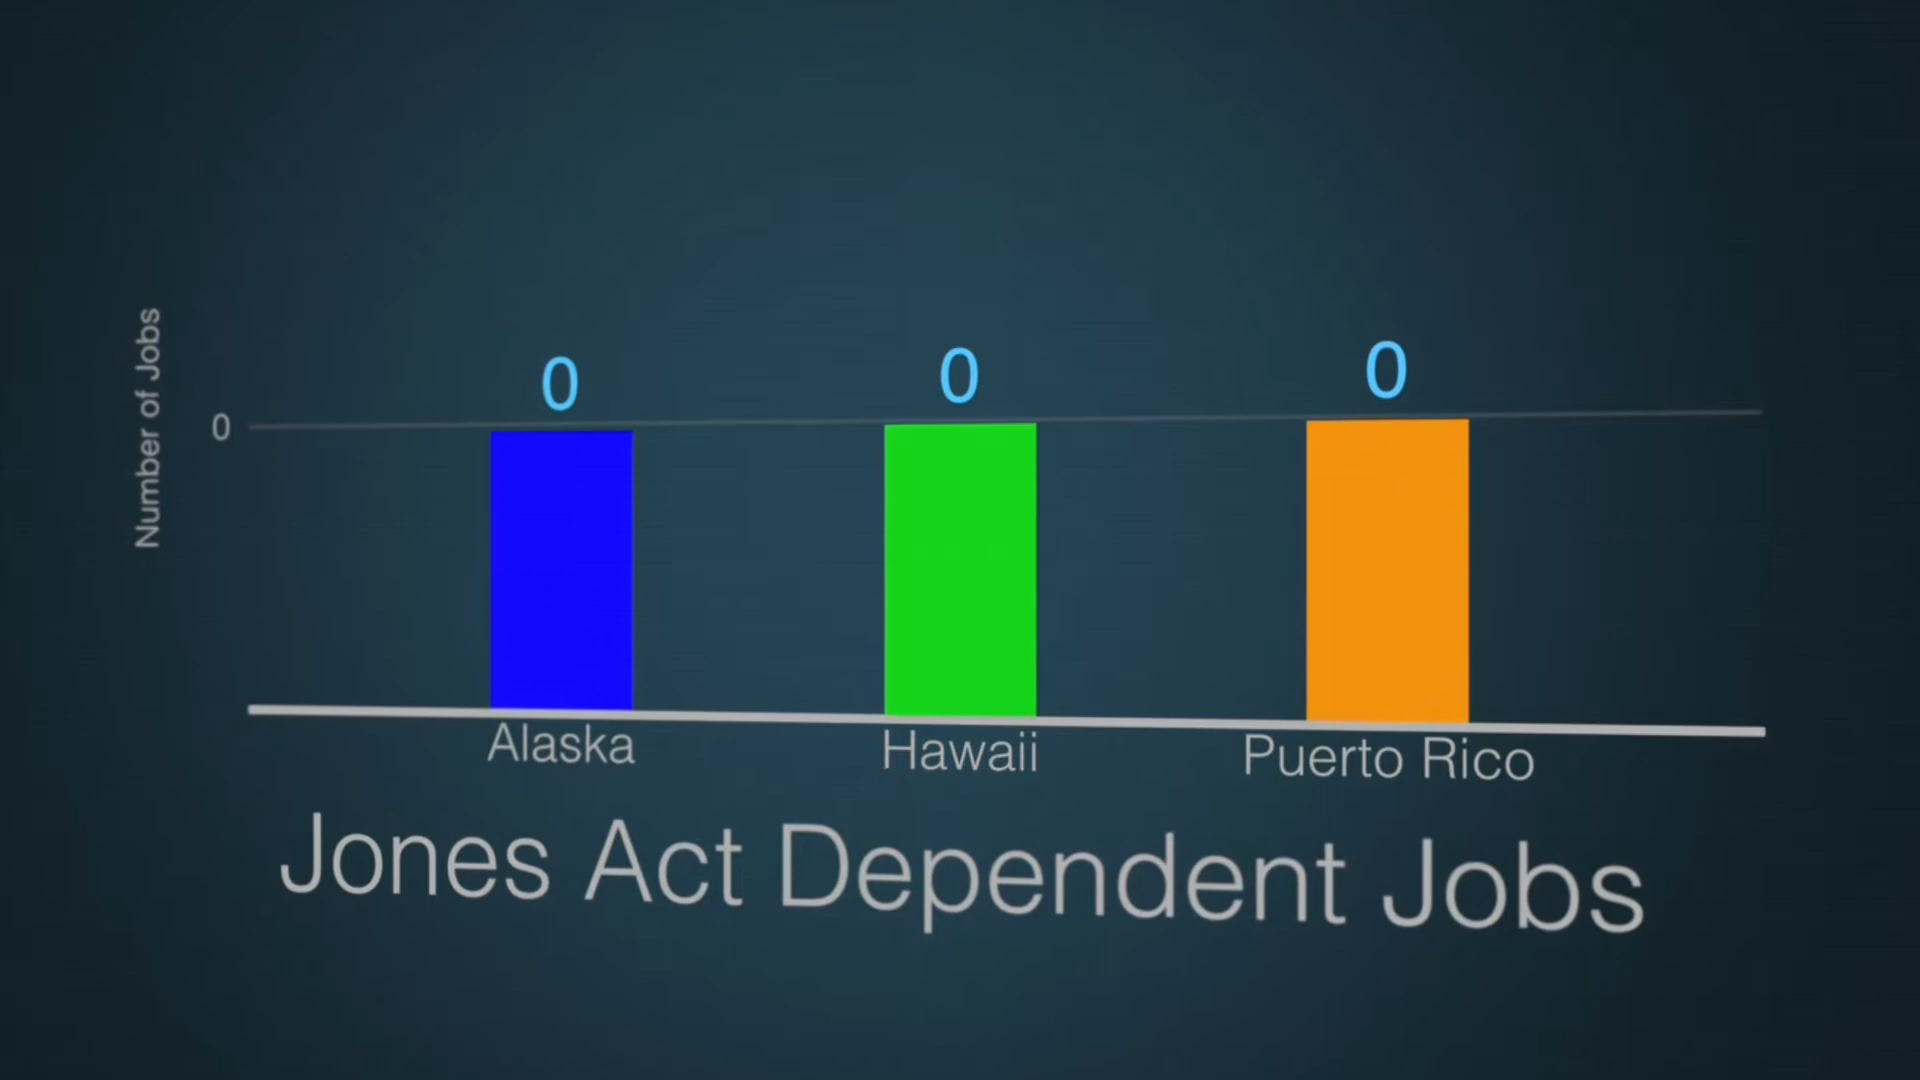 Number of Jobs
0
0 0 0
Alaska Hawaii Puerto Rico
Jones Act Dependent Jobs